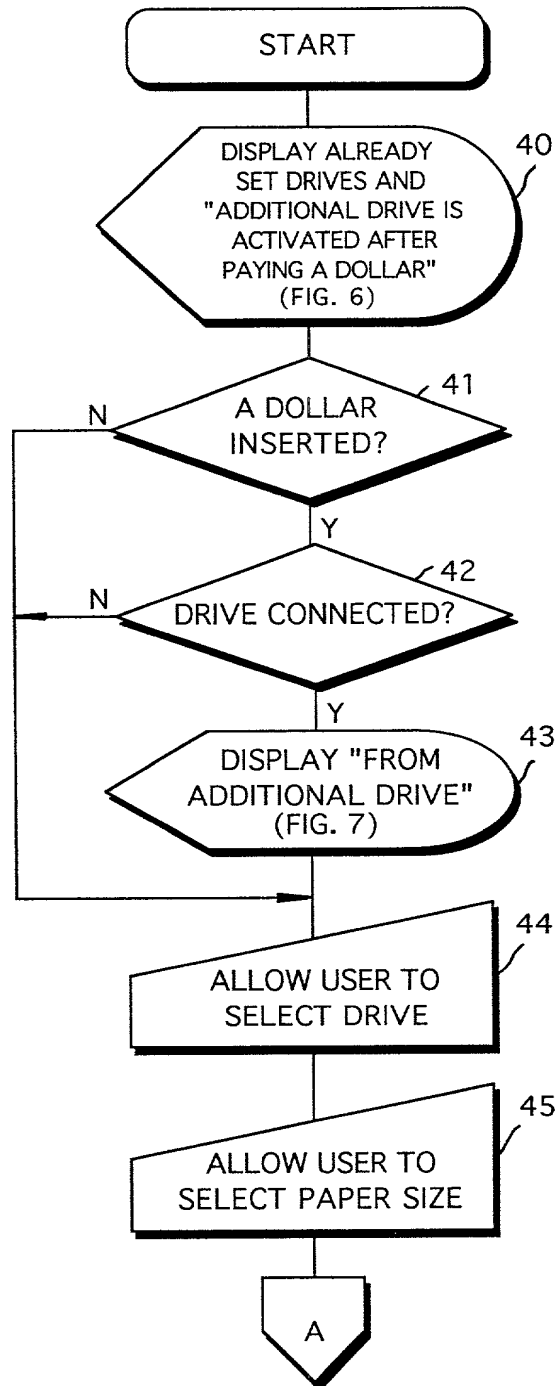 START
40
DISPLAY ALREADY
SET DRIVES AND
"ADDITIONAL DRIVE IS
ACTIVATED AFTER
PAYING A DOLLAR"
(FIG. 6)
41
N
A DOLLAR
INSERTED?
Y
42
N
DRIVE CONNECTED?
Y
43
DISPLAY "FROM
ADDITIONAL DRIVE"
(FIG. 7)
44
ALLOW USER TO
SELECT DRIVE
45
ALLOW USER TO
SELECT PAPER SIZE
A